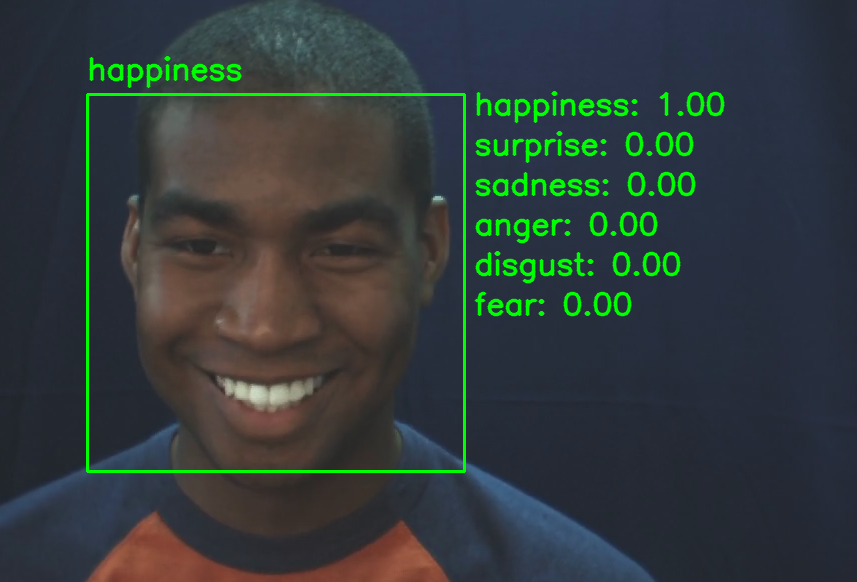 happiness
happiness: 1.00
surprise: 0.00
sadness: 0.00
anger: 0.00
disgust: 0.00
fear: 0.00